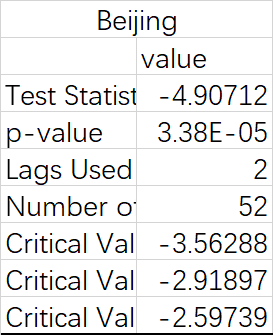 Beijing
value
Test Statist -4.90712
p-value 3.38E-05
Lags Used 2
Number of 52
Critical Val -3.56288
Critical Val -2.91897
Critical Val -2.59739